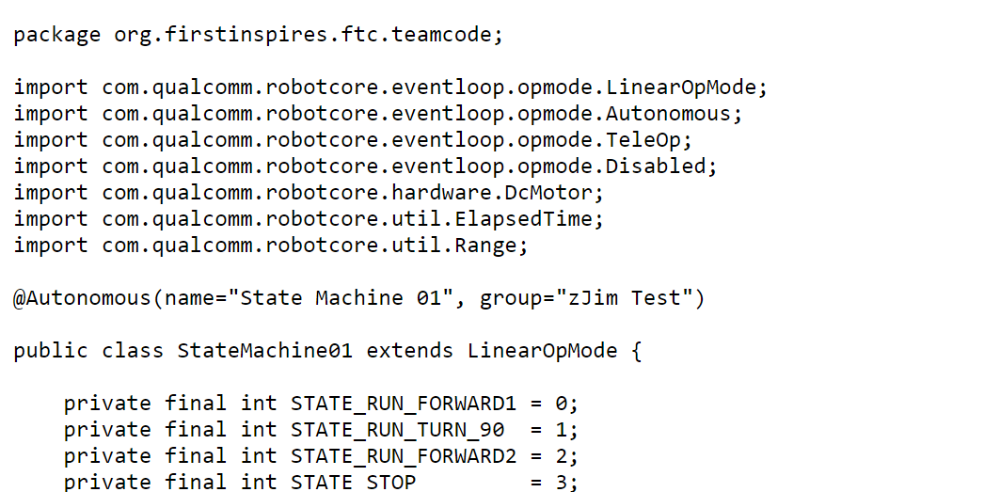 package org.firstinspires.ftc.teamcode;
import com.qualcomm.robotcore.eventloop.opmode.LinearOpMode;
import com.qualcomm.robotcore.eventloop.opmode.Autonomous;
import com.qualcomm.robotcore.eventloop.opmode.TeleOp;
import com.qualcomm.robotcore.eventloop.opmode.Disabled;
import com.qualcomm.robotcore.hardware.DcMotor;
import com.qualcomm.robotcore.util.ElapsedTime;
import com.qualcomm.robotcore.util.Range;
@Autonomous(name="State Machine 01", group="zJim Test")
public class StateMachine01 extends LinearOpMode {
    private final int STATE_RUN_FORWARD1 = 0;
    private final int STATE_RUN_TURN_90  = 1;
    private final int STATE_RUN_FORWARD2 = 2;
    private final int STATE_STOP         = 3;